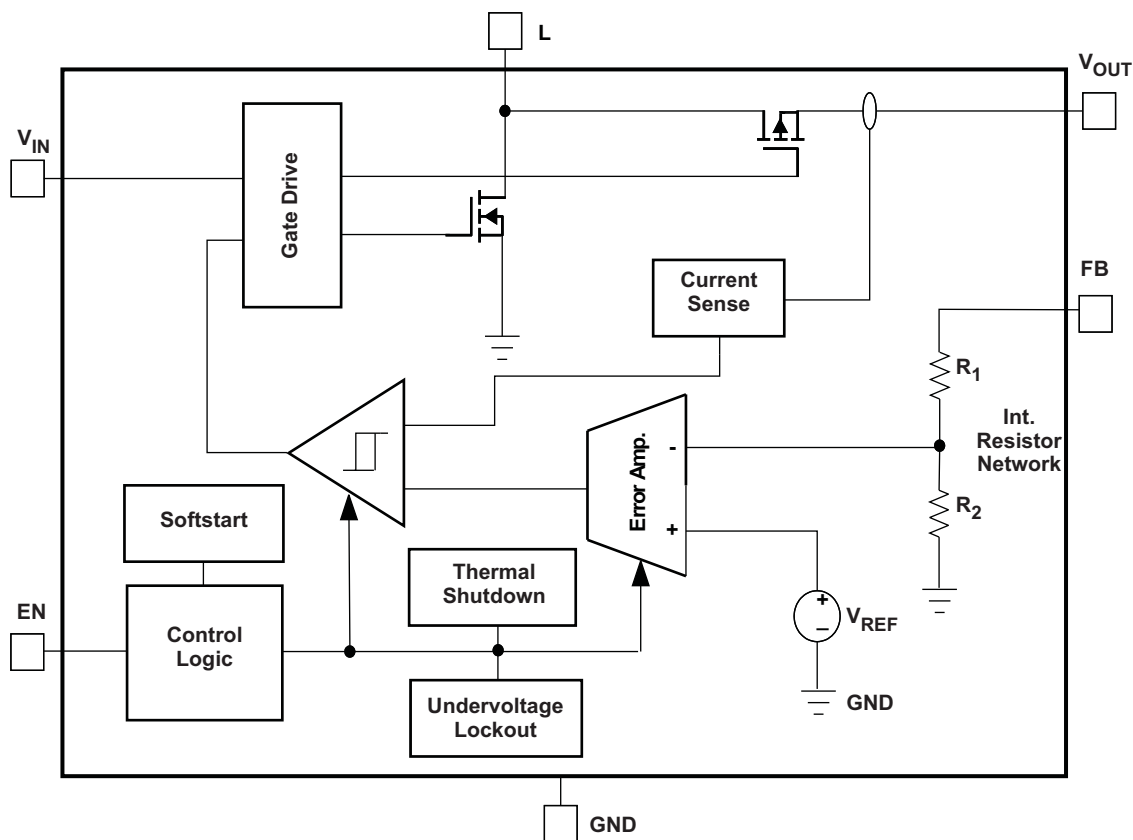 L
VOUT
VIN
Gate Drive
Current
Sense
FB
R1
Int.
Resistor
Network
R2
Error Amp.
-
+
Softstart
Thermal
Shutdown
EN
Control
Logic
+
–
VREF
Undervoltage
Lockout
GND
GND